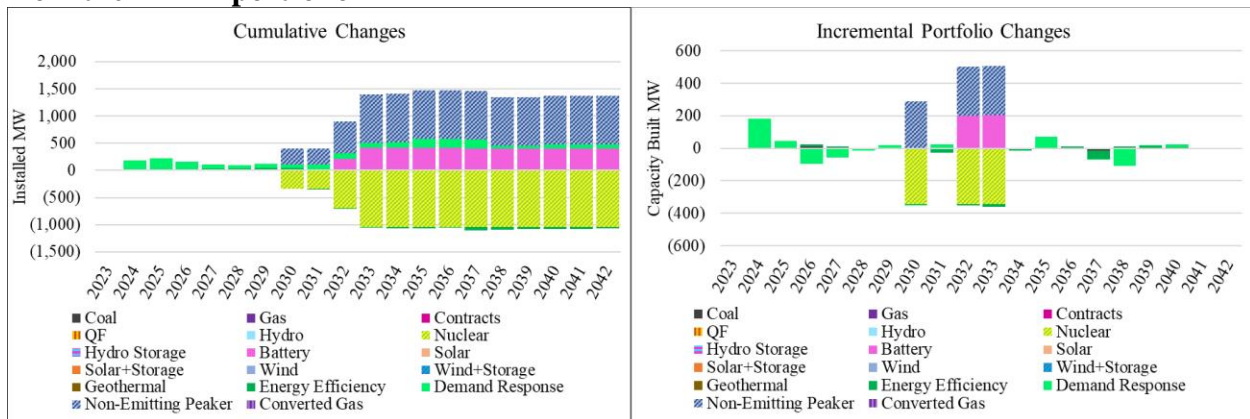 Cumulative Changes
Installed MW
2,000
1,500
1,000
500
0
(500)
(1,000)
(1,500)
2023 2024 2025 2026 2027 2028 2029 2030 2031 2032 2033 2034 2035 2036 2037 2038 2039 2040 2041 2042
Coal Gas Contracts
QF Hydro Nuclear
Hydro Storage Battery Solar
Solar+Storage Wind Wind+Storage
Geothermal Energy Efficiency Demand Response
Non-Emitting Peaker Converted Gas
Incremental Portfolio Changes
Capacity Built MW
600
400
200
0
(200)
(400)
(600)
2023 2024 2025 2026 2027 2028 2029 2030 2031 2032 2033 2034 2035 2036 2037 2038 2039 2040 2041 2042
Coal Gas Contracts
QF Hydro Nuclear
Hydro Storage Battery Solar
Solar+Storage Wind Wind+Storage
Geothermal Energy Efficiency Demand Response
Non-Emitting Peaker Converted Gas